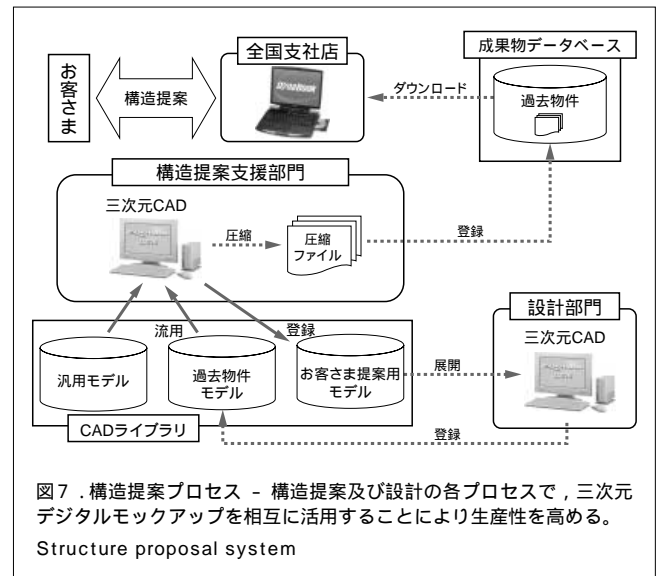 全国支社店
成果物データベース
お客さま
構造提案
ダウンロード
過去物件
構造提案支援部門
三次元CAD
圧縮
圧縮
ファイル
登録
設計部門
三次元CAD
流用
登録
汎用モデル
過去物件
モデル
お客さま提案用
モデル
展開
CADライブラリ
登録
図7．構造提案プロセス － 構造提案及び設計の各プロセスで，三次元
デジタルモックアップを相互に活用することにより生産性を高める。
Structure proposal system